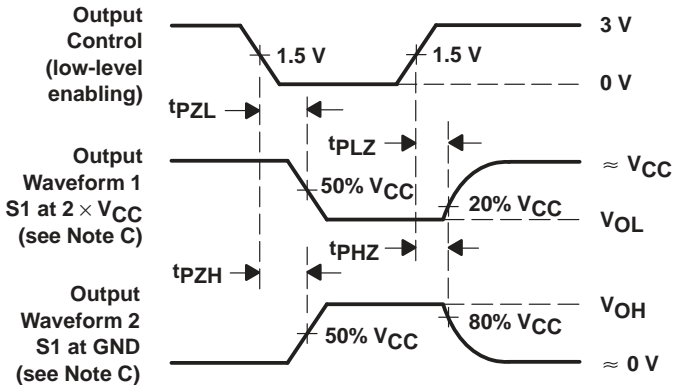 Output
Control
(low-level
enabling)
1.5 V
1.5 V
3 V
0 V
tPZL
tPLZ
Output
Waveform 1
S1 at 2 × VCC
(see Note C)
50% VCC
20% VCC
≈ VCC
VOL
tPZH
tPHZ
Output
Waveform 2
S1 at GND
(see Note C)
50% VCC
80% VCC
VOH
≈ 0 V